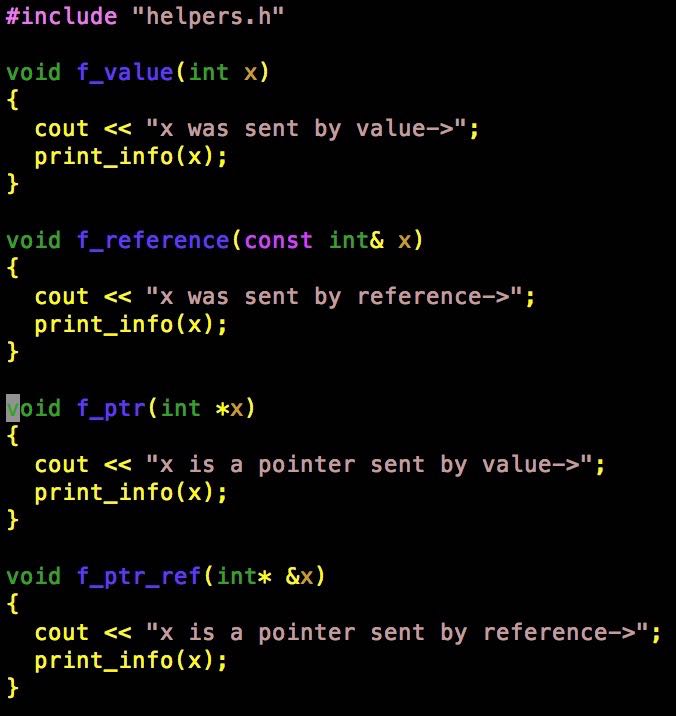 #include "helpers.h"

void f_value(int x)
{
  cout << "x was sent by value->";
  print_info(x);
}

void f_reference(const int& x)
{
  cout << "x was sent by reference->";
  print_info(x);
}

void f_ptr(int *x)
{
  cout << "x is a pointer sent by value->";
  print_info(x);
}

void f_ptr_ref(int* &x)
{
  cout << "x is a pointer sent by reference->";
  print_info(x);
}